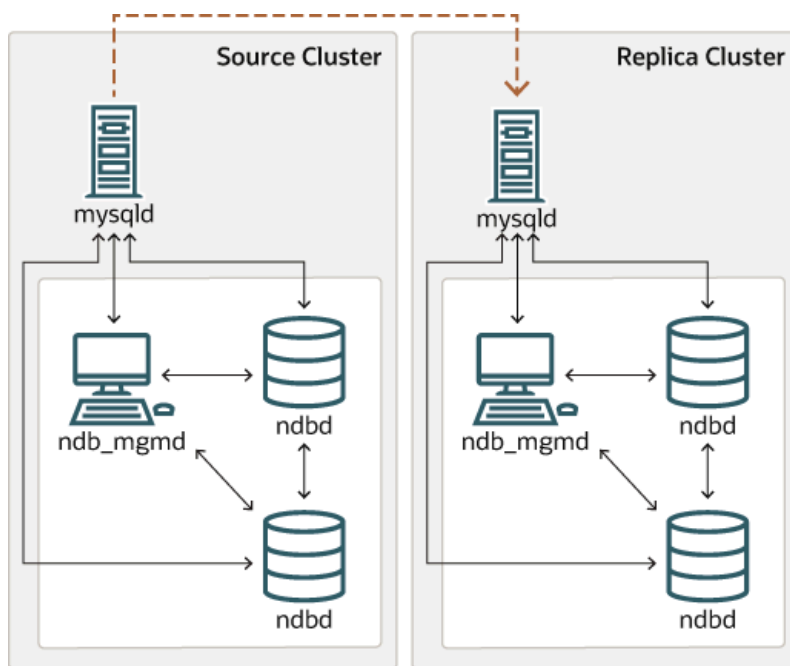 Source Cluster
mysqld
ndb_mgmd
ndbd
ndbd
Replica Cluster
mysqld
ndb_mgmd
ndbd
ndbd